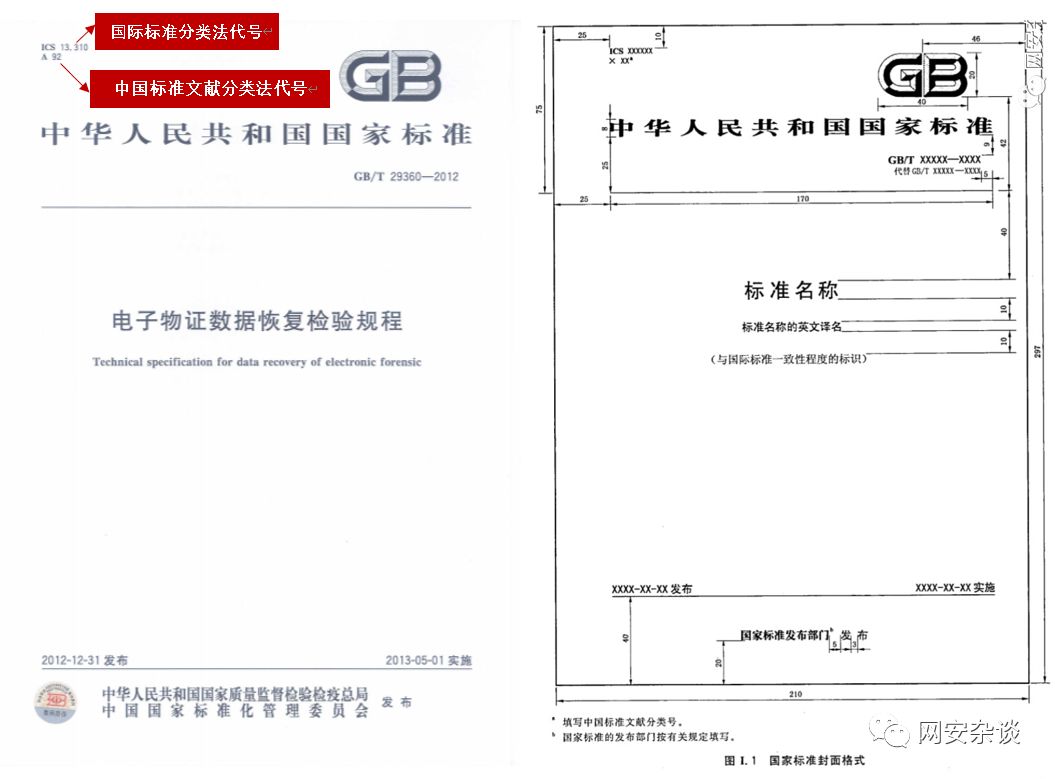 国际标准分类法代号
ICS 13.310
A 92
中国标准文献分类法代号
GB
中华人民共和国国家标准
GB/T 29360—2012
电子物证数据恢复检验规程
Technical specification for data recovery of electronic forensic
2012-12-31 发布
2013-05-01 实施
中华人民共和国国家质量监督检验检疫总局
中国国家标准化管理委员会
发布
25
10
46
ICS XXXXXX
× XXª
GB
20
40
75
中华人民共和国国家标准
8
9
42
25
GB/T XXXXX—XXXX
代替GB/T XXXXX—XXXX
5
25
170
40
标准名称
10
标准名称的英文译名
10
(与国际标准一致性程度的标识)
297
XXXX-XX-XX 发布
XXXX-XX-XX 实施
40
国家标准发布部门ᵇ 发布
5
3
20
210
ª 填写中国标准文献分类号。
ᵇ 国家标准的发布部门按有关规定填写。
网安杂谈
图 I.1 国家标准封面格式